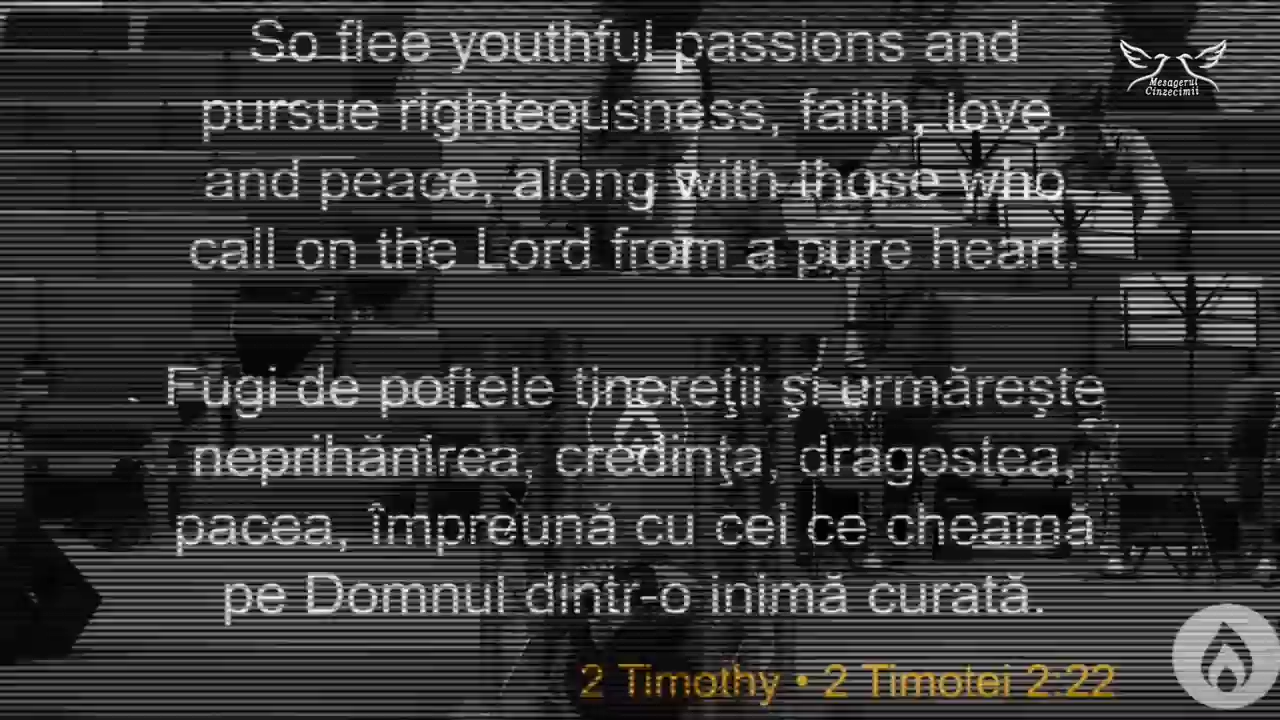 So flee youthful passions and
Mesagerul
Cinzecimii
pursue righteousness, faith, love,
and peace, along with those who
call on the Lord from a pure heart.
Fugi de poftele tinereţii şi urmăreşte
neprihănirea, credinţa, dragostea,
pacea, împreună cu cei ce cheamă
pe Domnul dintr-o inimă curată.
2 Timothy • 2 Timotei 2:22